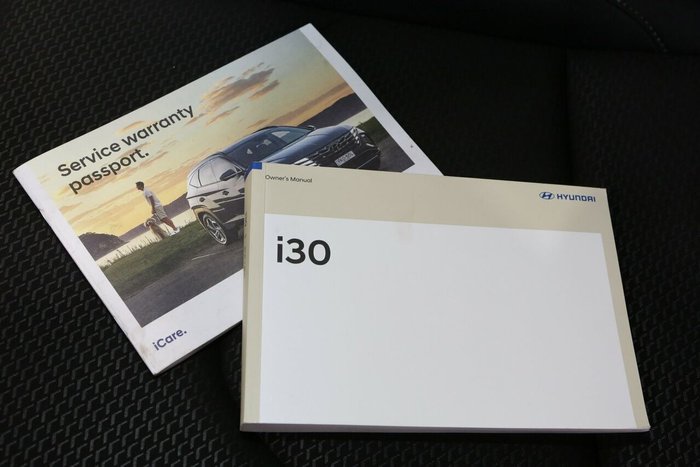 Service warranty
passport.
iCare.
Owner's Manual
HYUNDAI
i30